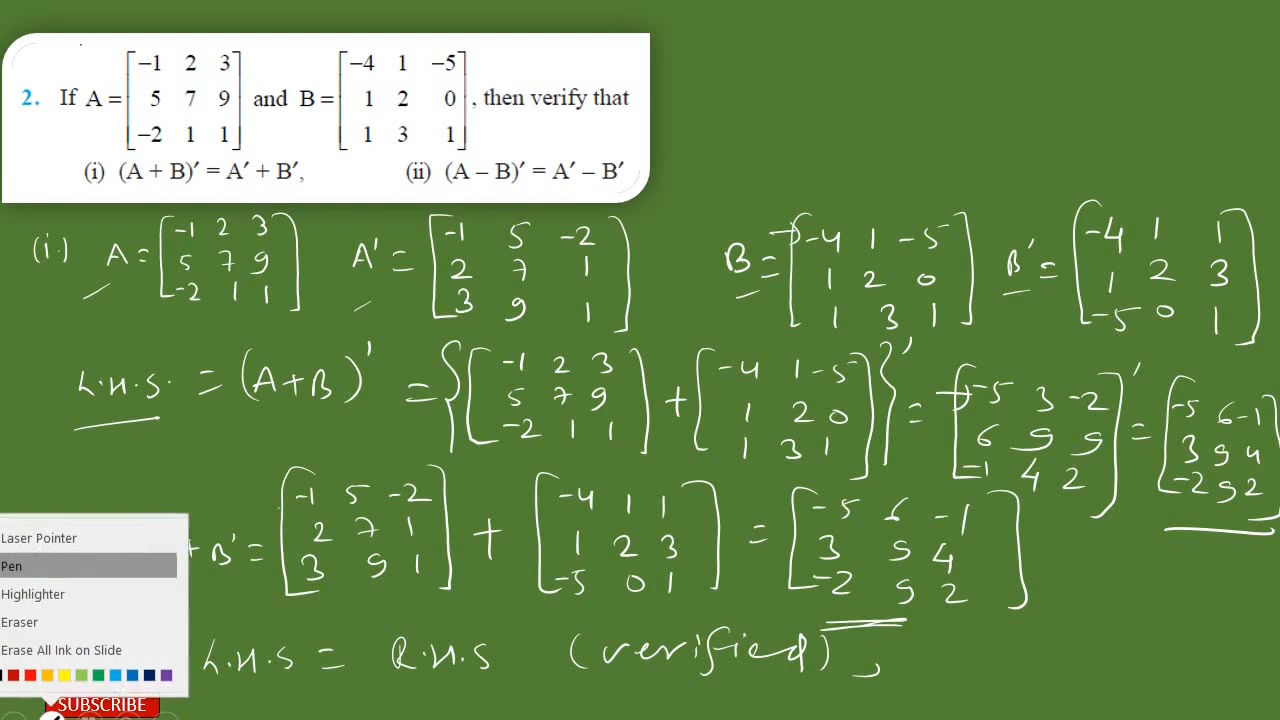 2. If A = [−1 2 3; 5 7 9; −2 1 1] and B = [−4 1 −5; 1 2 0; 1 3 1], then verify that
(i) (A + B)′ = A′ + B′, (ii) (A − B)′ = A′ − B′
(i.) A = [-1 2 3; 5 7 9; -2 1 1] A' = [-1 5 -2; 2 7 1; 3 9 1] B = [-4 1 -5; 1 2 0; 1 3 1] B' = [-4 1 1; 1 2 3; -5 0 1]
L.H.S. = (A+B)' = {[-1 2 3; 5 7 9; -2 1 1] + [-4 1 -5; 1 2 0; 1 3 1]}' = [-5 3 -2; 6 9 9; -1 4 2]' = [-5 6 -1; 3 9 4; -2 9 2]
+ B' = [-1 5 -2; 2 7 1; 3 9 1] + [-4 1 1; 1 2 3; -5 0 1] = [-5 6 -1; 3 9 4; -2 9 2]
L.H.S = R.H.S (verified),
Laser Pointer
Pen
Highlighter
Eraser
Erase All Ink on Slide
SUBSCRIBE